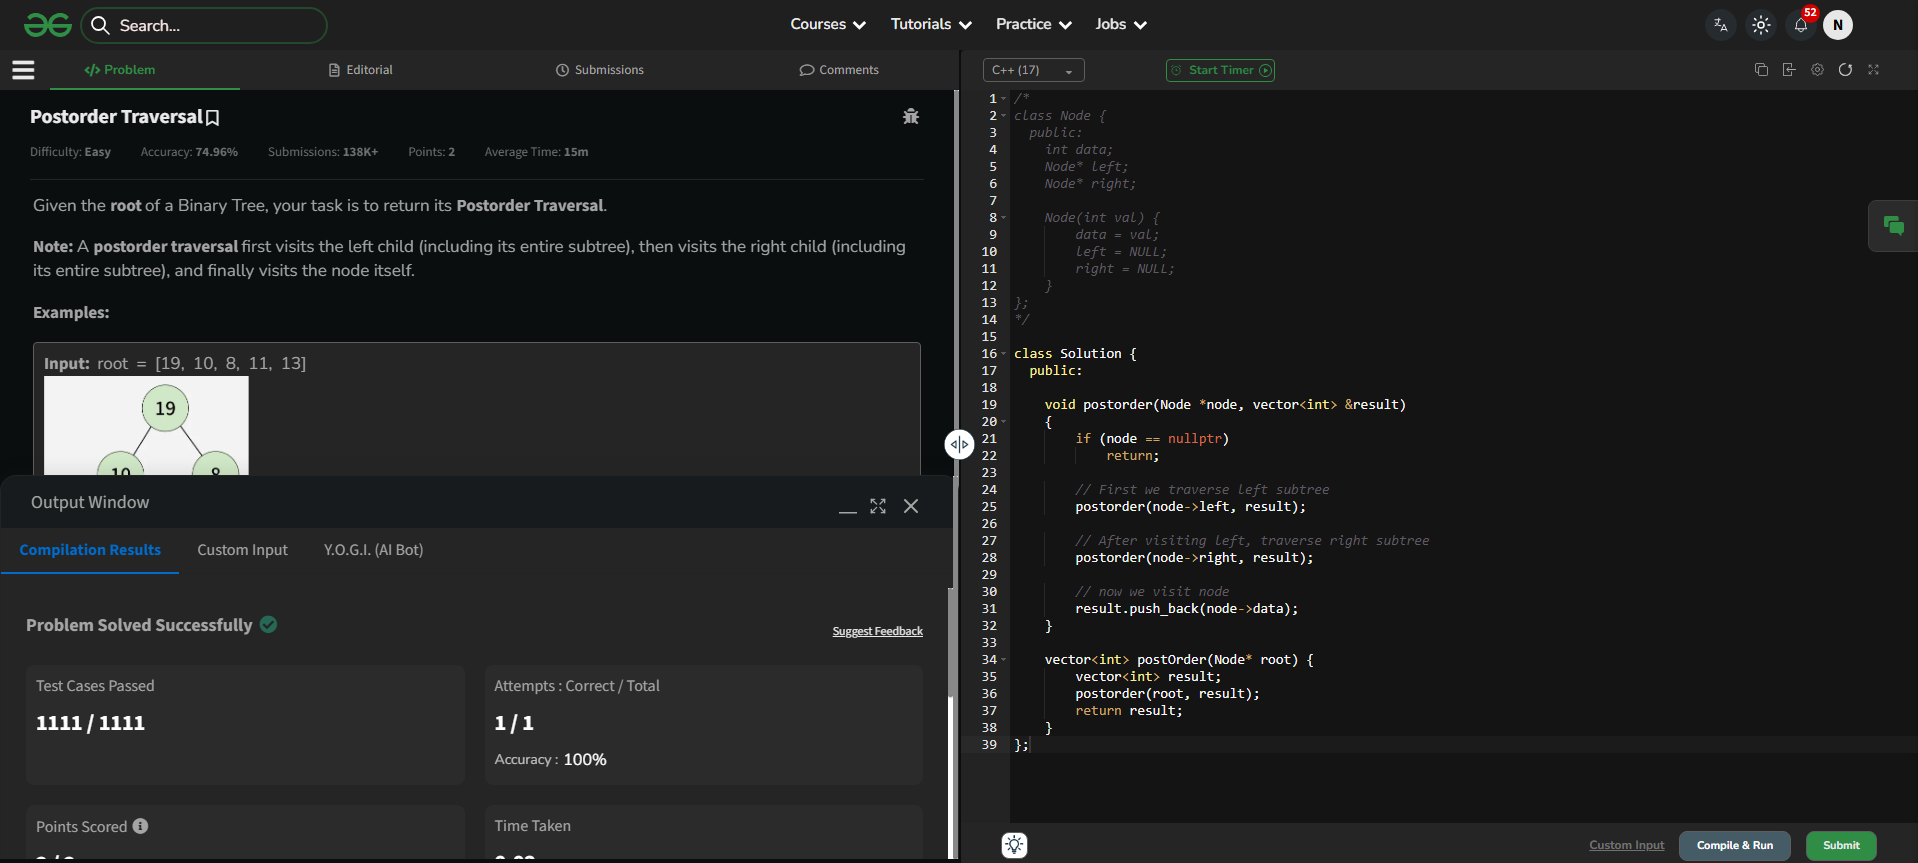 Search...
Courses
Tutorials
Practice
Jobs
52
N
Problem
Editorial
Submissions
Comments
Postorder Traversal
Difficulty: Easy
Accuracy: 74.96%
Submissions: 138K+
Points: 2
Average Time: 15m
Given the root of a Binary Tree, your task is to return its Postorder Traversal.
Note: A postorder traversal first visits the left child (including its entire subtree), then visits the right child (including
its entire subtree), and finally visits the node itself.
Examples:
Input: root = [19, 10, 8, 11, 13]
19
10
8
Output Window
Compilation Results
Custom Input
Y.O.G.I. (AI Bot)
Problem Solved Successfully
Suggest Feedback
Test Cases Passed
1111 / 1111
Attempts : Correct / Total
1 / 1
Accuracy : 100%
Points Scored
Time Taken
C++ (17)
Start Timer
1 /*
2 class Node {
3   public:
4     int data;
5     Node* left;
6     Node* right;
7
8     Node(int val) {
9         data = val;
10         left = NULL;
11         right = NULL;
12     }
13 };
14 */
15
16 class Solution {
17   public:
18
19     void postorder(Node *node, vector<int> &result)
20     {
21         if (node == nullptr)
22             return;
23
24         // First we traverse left subtree
25         postorder(node->left, result);
26
27         // After visiting left, traverse right subtree
28         postorder(node->right, result);
29
30         // now we visit node
31         result.push_back(node->data);
32     }
33
34     vector<int> postOrder(Node* root) {
35         vector<int> result;
36         postorder(root, result);
37         return result;
38     }
39 };
Custom Input
Compile & Run
Submit